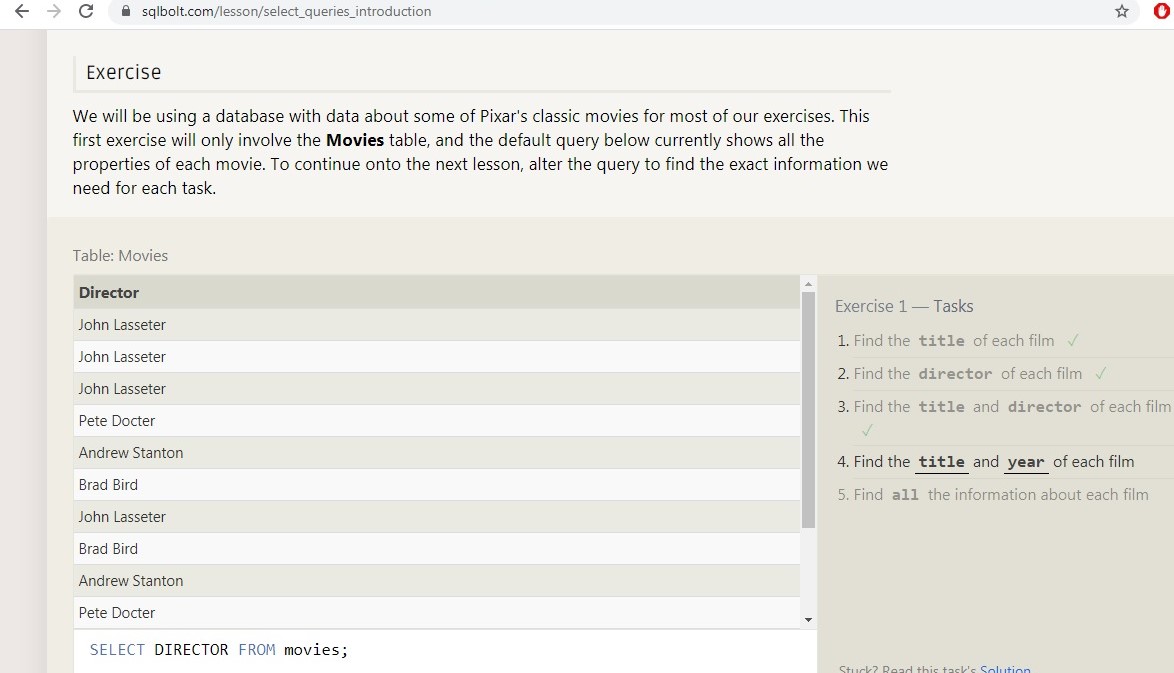 sqlbolt.com/lesson/select_queries_introduction
Exercise
We will be using a database with data about some of Pixar's classic movies for most of our exercises. This
first exercise will only involve the Movies table, and the default query below currently shows all the
properties of each movie. To continue onto the next lesson, alter the query to find the exact information we
need for each task.
Table: Movies
Director
John Lasseter
John Lasseter
John Lasseter
Pete Docter
Andrew Stanton
Brad Bird
John Lasseter
Brad Bird
Andrew Stanton
Pete Docter
SELECT DIRECTOR FROM movies;
Exercise 1 — Tasks
1. Find the title of each film ✓
2. Find the director of each film ✓
3. Find the title and director of each film
✓
4. Find the title and year of each film
5. Find all the information about each film
Stuck? Read this task's Solution